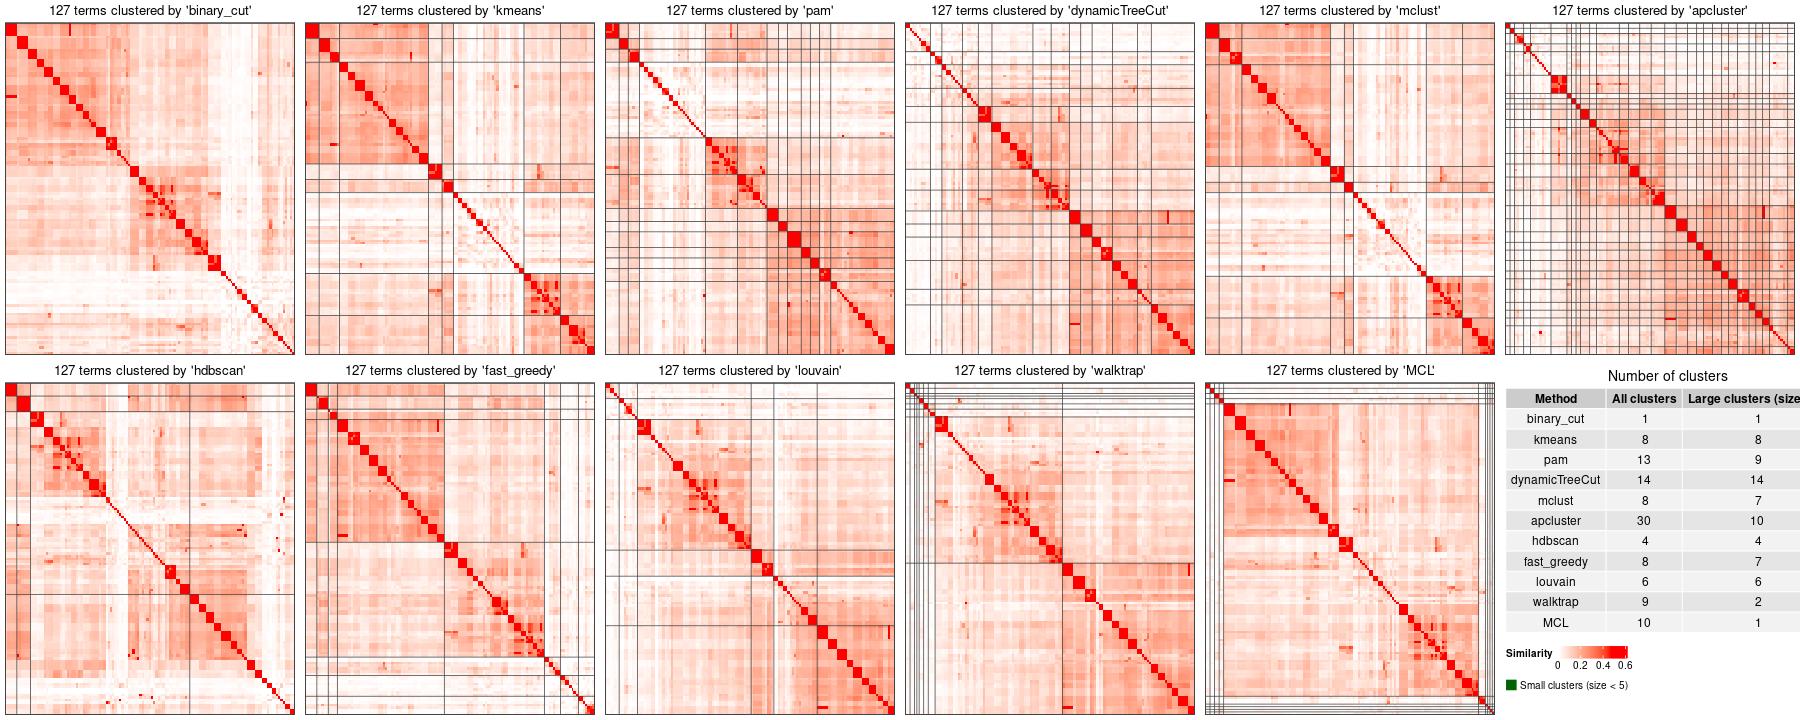 127 terms clustered by 'binary_cut'
127 terms clustered by 'kmeans'
127 terms clustered by 'pam'
127 terms clustered by 'dynamicTreeCut'
127 terms clustered by 'mclust'
127 terms clustered by 'apcluster'
127 terms clustered by 'hdbscan'
127 terms clustered by 'fast_greedy'
127 terms clustered by 'louvain'
127 terms clustered by 'walktrap'
127 terms clustered by 'MCL'
Number of clusters
Method All clusters Large clusters (size
binary_cut 1 1
kmeans 8 8
pam 13 9
dynamicTreeCut 14 14
mclust 8 7
apcluster 30 10
hdbscan 4 4
fast_greedy 8 7
louvain 6 6
walktrap 9 2
MCL 10 1
Similarity
0 0.2 0.4 0.6
Small clusters (size < 5)